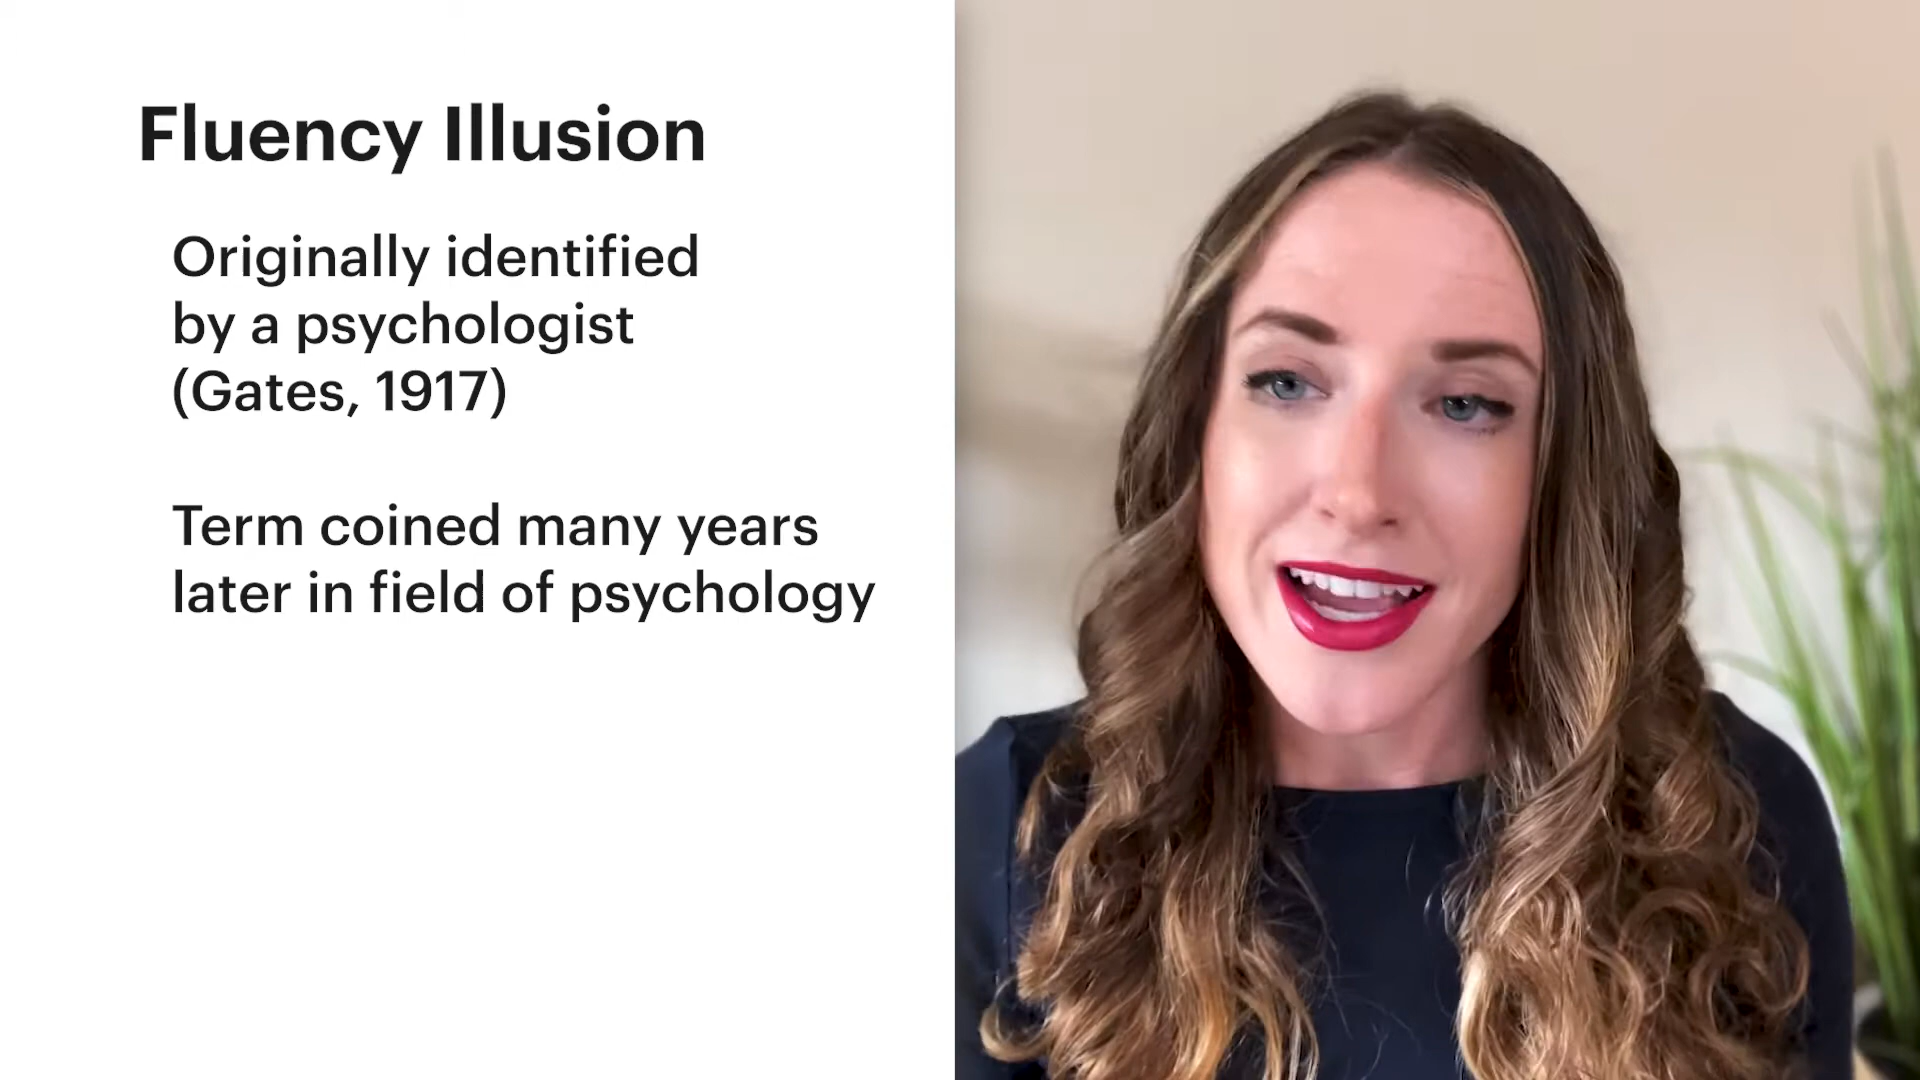 Fluency Illusion
Originally identified
by a psychologist
(Gates, 1917)
Term coined many years
later in field of psychology